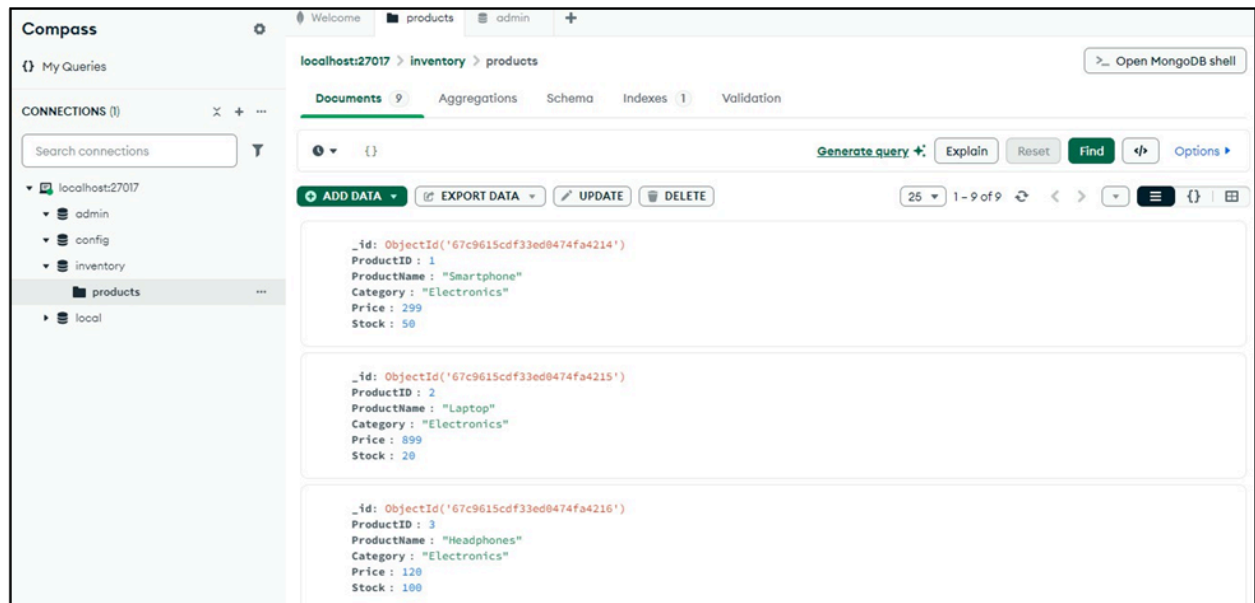 Compass
{} My Queries
CONNECTIONS (1)
Search connections
localhost:27017
admin
config
inventory
products
local
Welcome products admin
localhost:27017 > inventory > products
>_ Open MongoDB shell
Documents 9 Aggregations Schema Indexes 1 Validation
{} Generate query Explain Reset Find </> Options
ADD DATA EXPORT DATA UPDATE DELETE 25 1 – 9 of 9 {}
_id: ObjectId('67c9615cdf33ed0474fa4214')
ProductID : 1
ProductName : "Smartphone"
Category : "Electronics"
Price : 299
Stock : 50
_id: ObjectId('67c9615cdf33ed0474fa4215')
ProductID : 2
ProductName : "Laptop"
Category : "Electronics"
Price : 899
Stock : 20
_id: ObjectId('67c9615cdf33ed0474fa4216')
ProductID : 3
ProductName : "Headphones"
Category : "Electronics"
Price : 120
Stock : 100